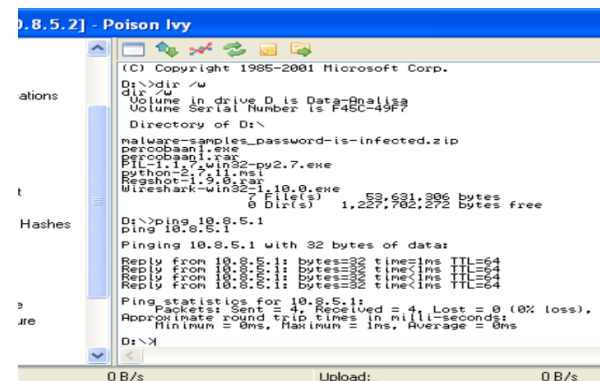 0.8.5.2] - Poison Ivy
ations
t
Hashes
e
ure
(C) Copyright 1985-2001 Microsoft Corp.
D:\>dir /w
dir /w
Volume in drive D is Data-Analisa
Volume Serial Number is F45C-49F7
Directory of D:\
malware-samples_password-is-infected.zip
percobaan1.exe
percobaan1.rar
PIL-1.1.7.win32-py2.7.exe
python-2.7.11.msi
Regshot-1.9.0.rar
Wireshark-win32-1.10.0.exe
7 File(s) 53,631,306 bytes
0 Dir(s) 1,227,702,272 bytes free
D:\>ping 10.8.5.1
ping 10.8.5.1
Pinging 10.8.5.1 with 32 bytes of data:
Reply from 10.8.5.1: bytes=32 time=1ms TTL=64
Reply from 10.8.5.1: bytes=32 time<1ms TTL=64
Reply from 10.8.5.1: bytes=32 time<1ms TTL=64
Reply from 10.8.5.1: bytes=32 time<1ms TTL=64
Ping statistics for 10.8.5.1:
Packets: Sent = 4, Received = 4, Lost = 0 (0% loss),
Approximate round trip times in milli-seconds:
Minimum = 0ms, Maximum = 1ms, Average = 0ms
D:\>
0 B/s Upload: 0 B/s